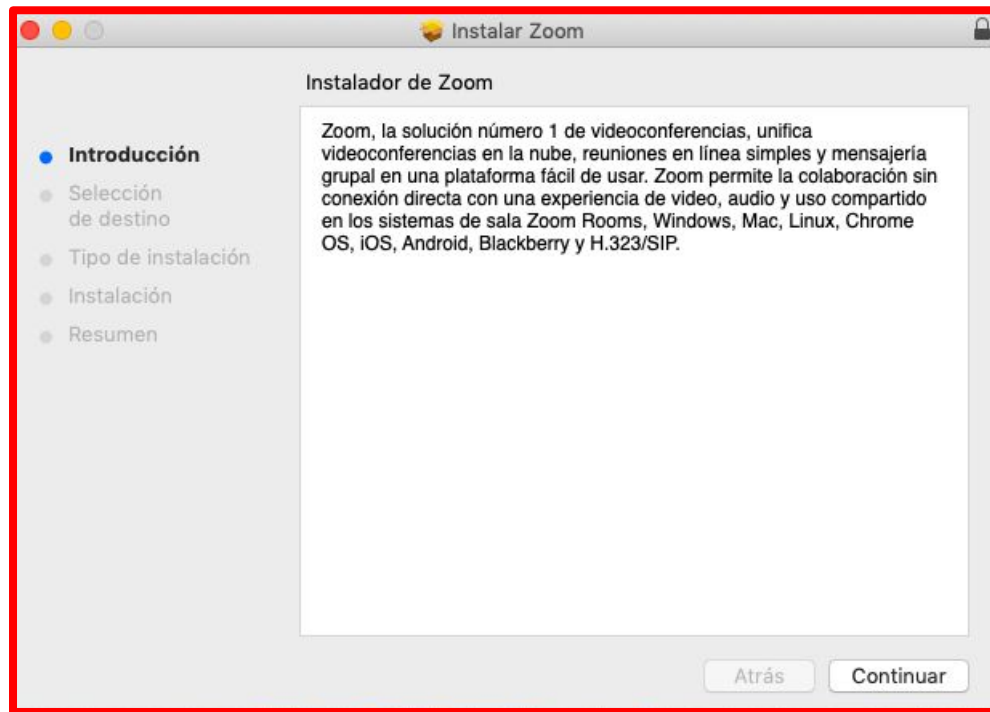 Instalar Zoom
Instalador de Zoom
Introducción
Selección
de destino
Tipo de instalación
Instalación
Resumen
Zoom, la solución número 1 de videoconferencias, unifica
videoconferencias en la nube, reuniones en línea simples y mensajería
grupal en una plataforma fácil de usar. Zoom permite la colaboración sin
conexión directa con una experiencia de video, audio y uso compartido
en los sistemas de sala Zoom Rooms, Windows, Mac, Linux, Chrome
OS, iOS, Android, Blackberry y H.323/SIP.
Atrás
Continuar